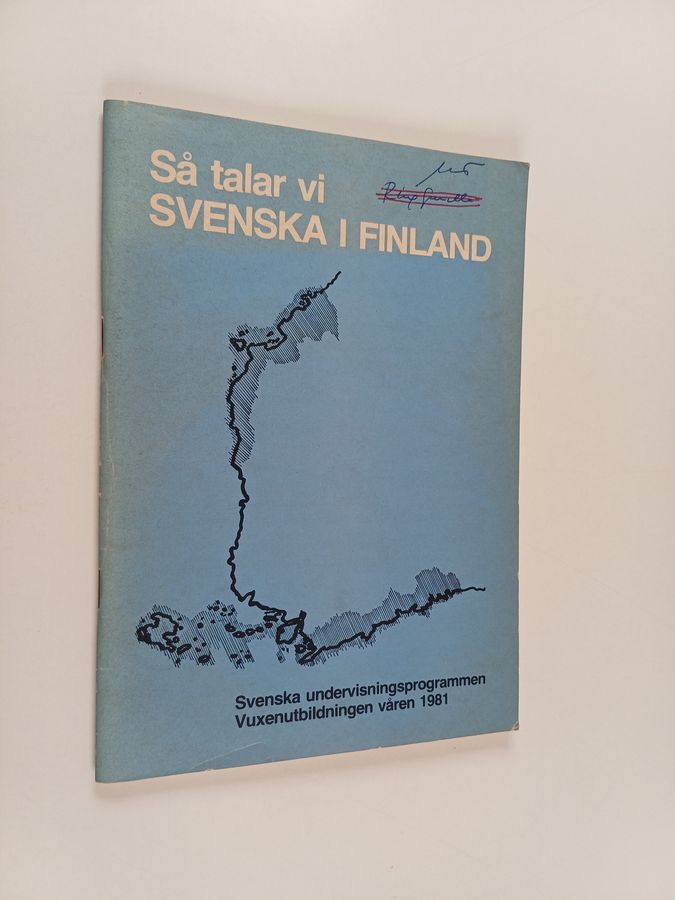 Så talar vi
SVENSKA I FINLAND
Svenska undervisningsprogrammen
Vuxenutbildningen våren 1981